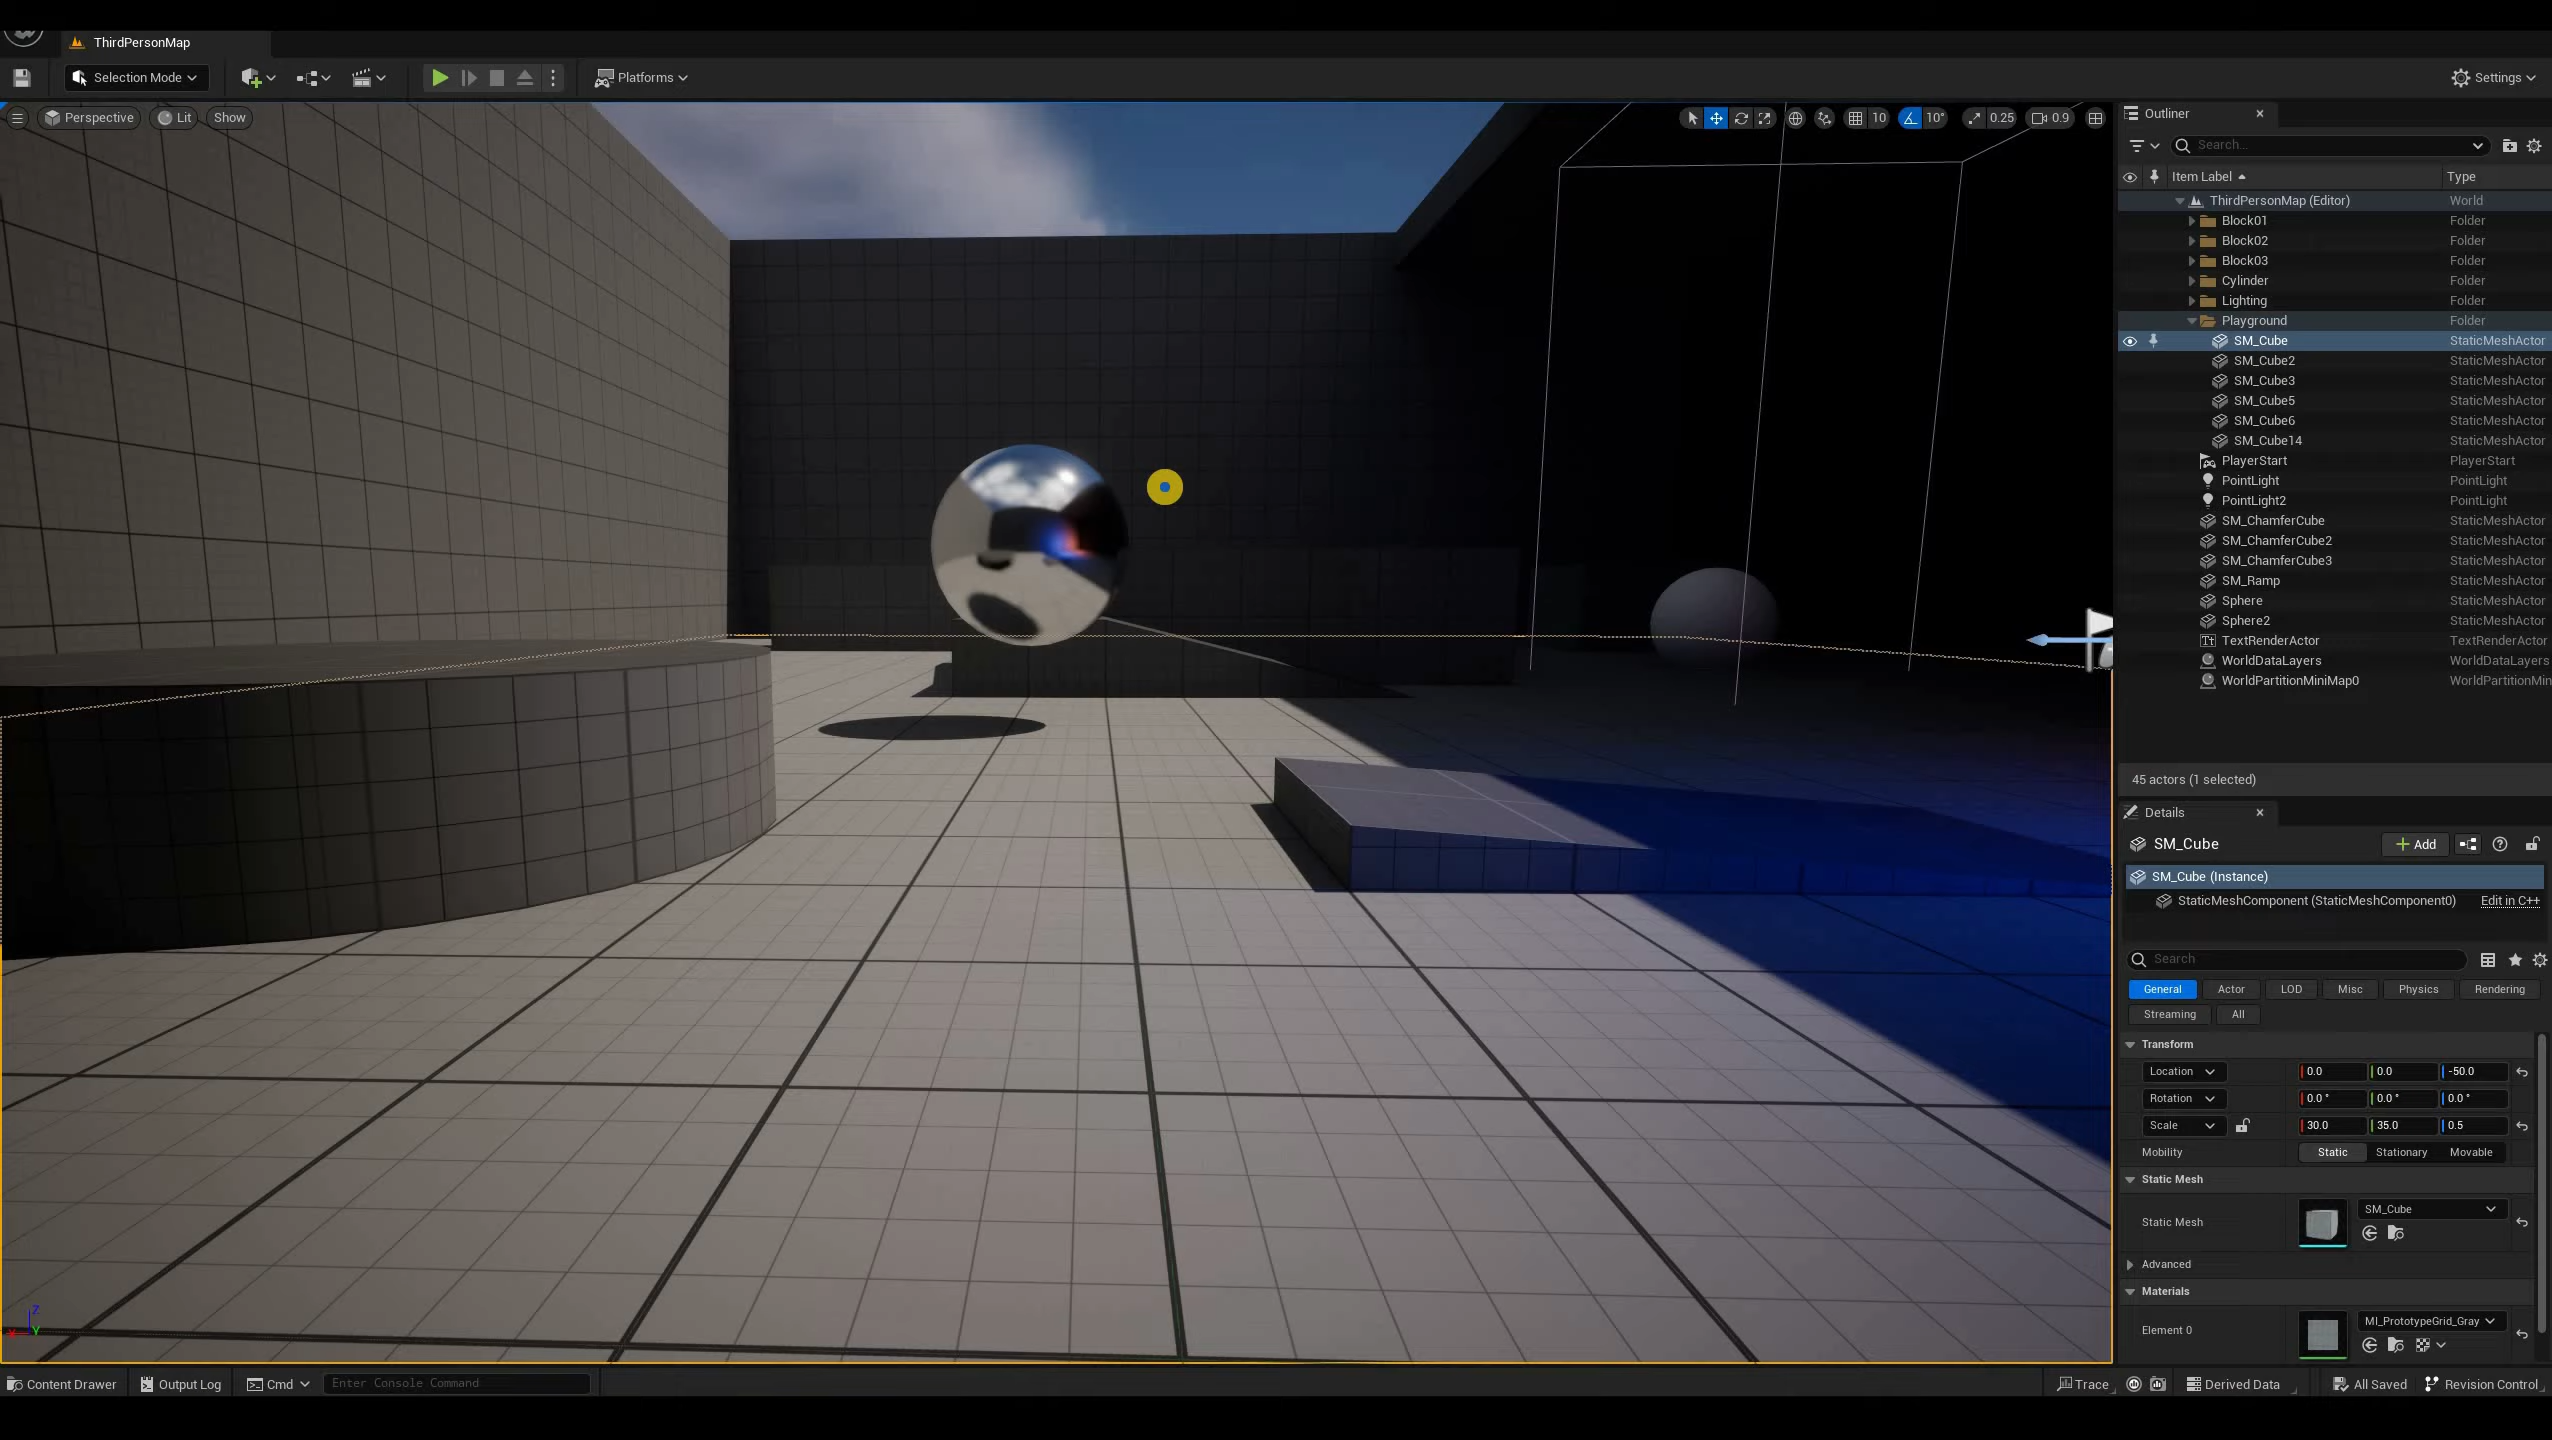 ThirdPersonMap
Selection Mode
Platforms
Settings
Perspective
Lit
Show
10
10°
0.25
0.9
Outliner
Search...
Item Label
Type
ThirdPersonMap (Editor) World
Block01 Folder
Block02 Folder
Block03 Folder
Cylinder Folder
Lighting Folder
Playground Folder
SM_Cube StaticMeshActor
SM_Cube2 StaticMeshActor
SM_Cube3 StaticMeshActor
SM_Cube5 StaticMeshActor
SM_Cube6 StaticMeshActor
SM_Cube14 StaticMeshActor
PlayerStart PlayerStart
PointLight PointLight
PointLight2 PointLight
SM_ChamferCube StaticMeshActor
SM_ChamferCube2 StaticMeshActor
SM_ChamferCube3 StaticMeshActor
SM_Ramp StaticMeshActor
Sphere StaticMeshActor
Sphere2 StaticMeshActor
TextRenderActor TextRenderActor
WorldDataLayers WorldDataLayers
WorldPartitionMiniMap0 WorldPartitionMin
45 actors (1 selected)
Details
SM_Cube
Add
SM_Cube (Instance)
StaticMeshComponent (StaticMeshComponent0) Edit in C++
Search
General Actor LOD Misc Physics Rendering
Streaming All
Transform
Location 0.0 0.0 -50.0
Rotation 0.0° 0.0° 0.0°
Scale 30.0 35.0 0.5
Mobility Static Stationary Movable
Static Mesh
Static Mesh SM_Cube
Advanced
Materials
Element 0 MI_PrototypeGrid_Gray
Z
X
Y
Content Drawer
Output Log
Cmd
Enter Console Command
Trace
Derived Data
All Saved
Revision Control